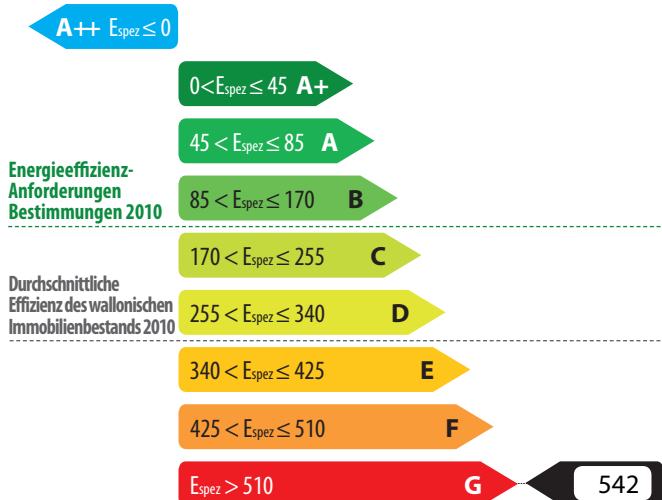 A++ Espez ≤ 0
0<Espez ≤ 45 A+
45 < Espez ≤ 85 A
Energieeffizienz-
Anforderungen
Bestimmungen 2010
85 < Espez ≤ 170 B
170 < Espez ≤ 255 C
Durchschnittliche
Effizienz des wallonischen
Immobilienbestands 2010
255 < Espez ≤ 340 D
340 < Espez ≤ 425 E
425 < Espez ≤ 510 F
Espez > 510 G 542